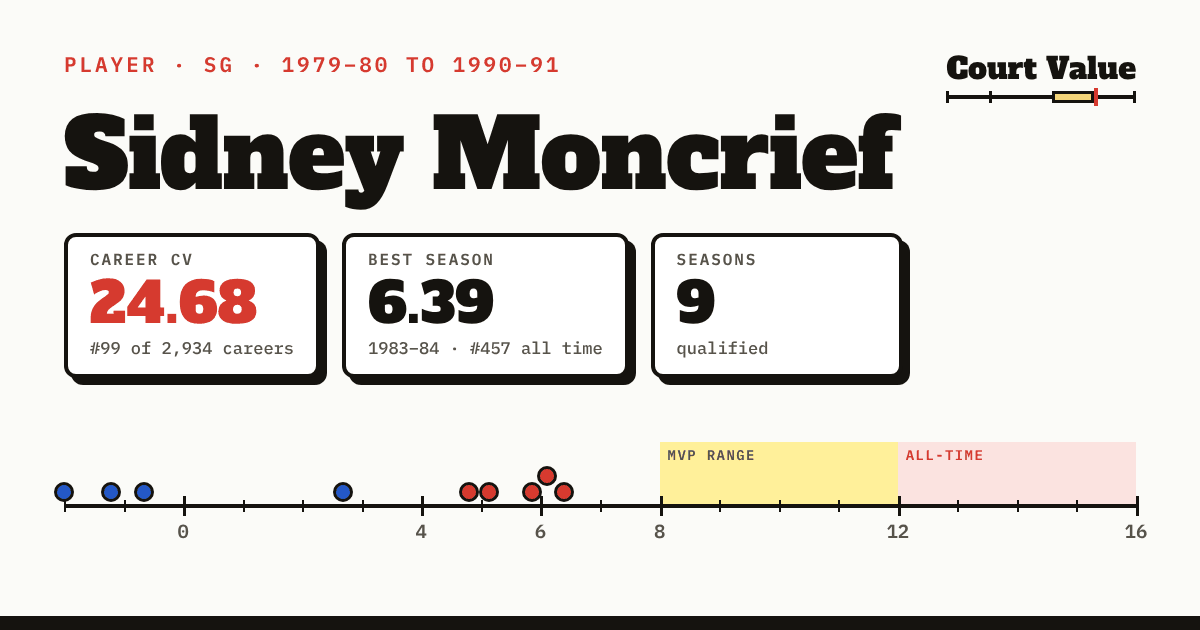 PLAYER · SG · 1979–80 TO 1990–91
Court Value
Sidney Moncrief
CAREER CV
24.68
#99 of 2,934 careers
BEST SEASON
6.39
1983–84 · #457 all time
SEASONS
9
qualified
MVP RANGE
ALL-TIME
0 4 6 8 12 16